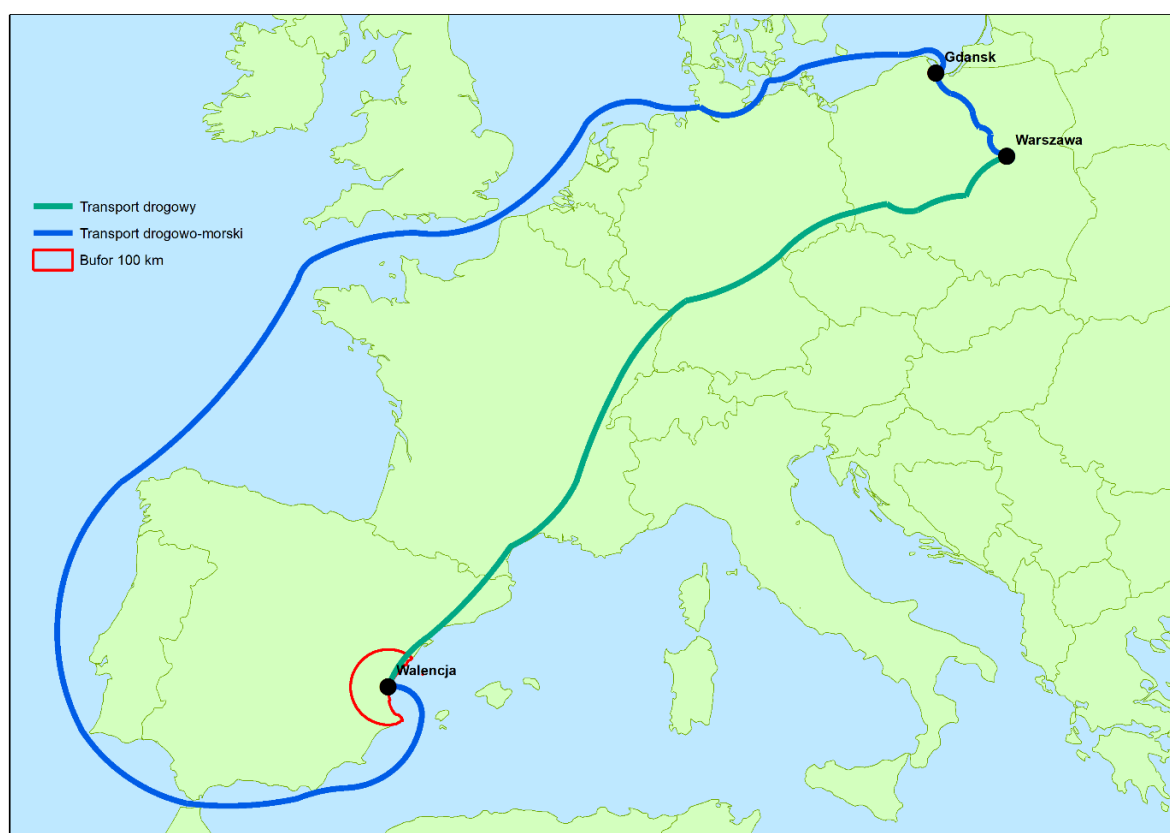 Gdansk
Warszawa
Transport drogowy
Transport drogowo-morski
Bufor 100 km
Walencja